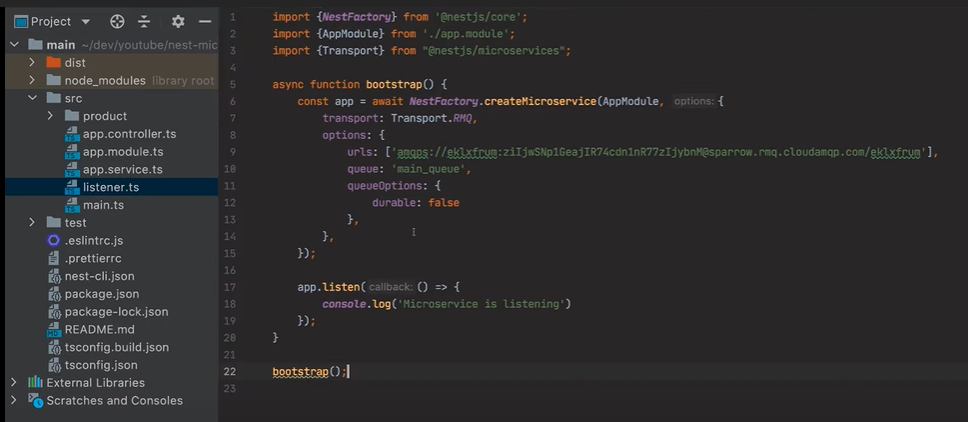 Project
main ~/dev/youtube/nest-mic
dist
node_modules library root
src
product
app.controller.ts
app.module.ts
app.service.ts
listener.ts
main.ts
test
.eslintrc.js
.prettierrc
nest-cli.json
package.json
package-lock.json
README.md
tsconfig.build.json
tsconfig.json
External Libraries
Scratches and Consoles
1 import {NestFactory} from '@nestjs/core';
2 import {AppModule} from './app.module';
3 import {Transport} from "@nestjs/microservices";
4
5 async function bootstrap() {
6 const app = await NestFactory.createMicroservice(AppModule, options: {
7 transport: Transport.RMQ,
8 options: {
9 urls: ['amqps://eklxfrum:ziIjwSNp1GeajIR74cdn1nR77zIjybnM@sparrow.rmq.cloudamqp.com/eklxfrum'],
10 queue: 'main_queue',
11 queueOptions: {
12 durable: false
13 },
14 },
15 });
16
17 app.listen( callback: () => {
18 console.log('Microservice is listening')
19 });
20 }
21
22 bootstrap();
23